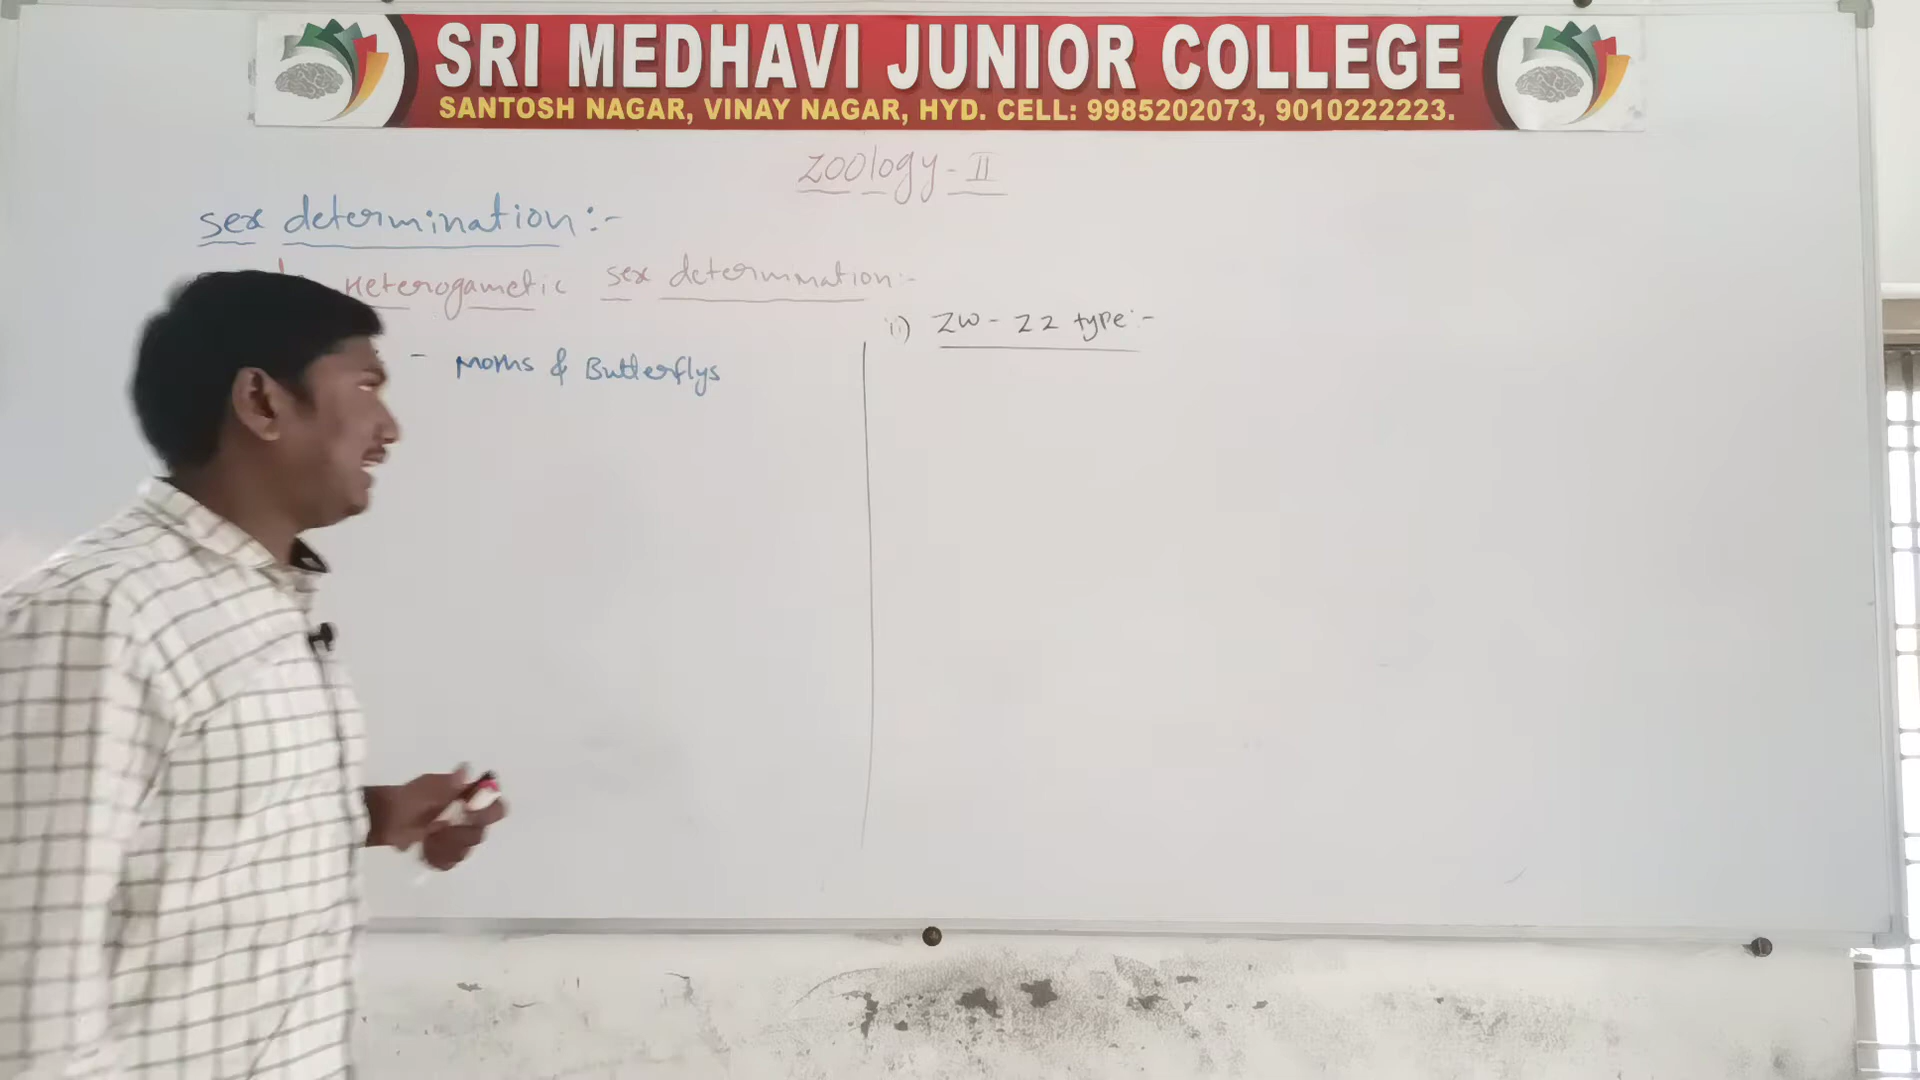 SRI MEDHAVI JUNIOR COLLEGE
SANTOSH NAGAR, VINAY NAGAR, HYD. CELL: 9985202073, 9010222223.
Zoology - II
sex determination :-
Heterogametic sex determination :-
- Moths & Butterflys
ii) ZW - ZZ type :-